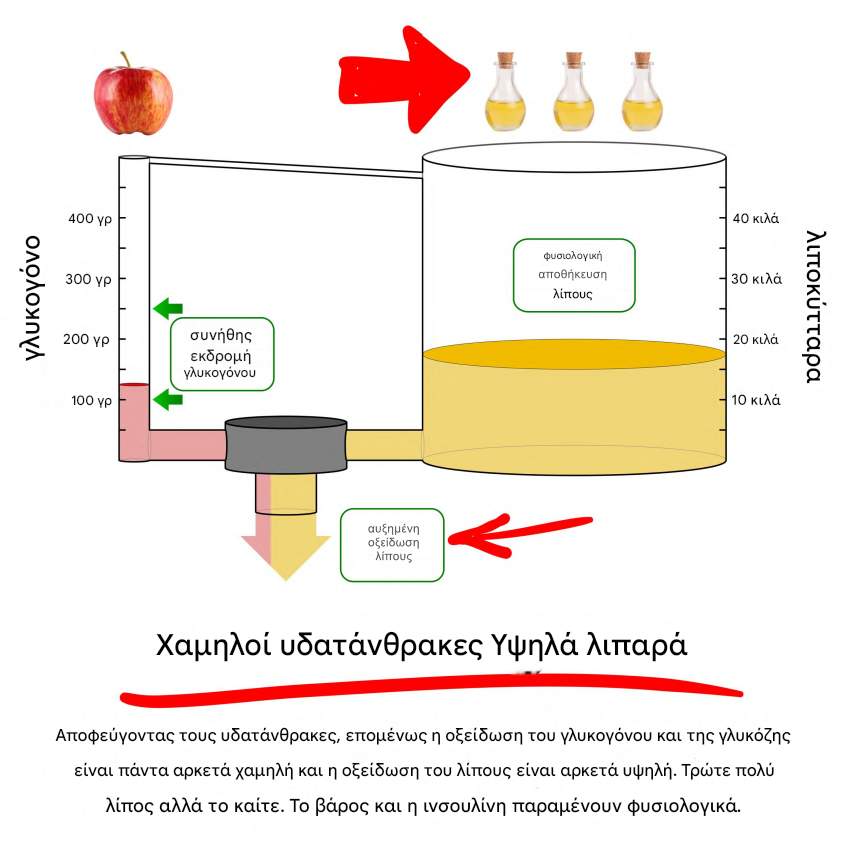 400 γρ
300 γρ
200 γρ
100 γρ
γλυκογόνο
συνήθης
εκδρομή
γλυκογόνου
φυσιολογική
αποθήκευση
λίπους
40 κιλά
30 κιλά
20 κιλά
10 κιλά
λιποκύτταρα
αυξημένη
οξείδωση
λίπους
Χαμηλοί υδατάνθρακες Υψηλά λιπαρά
Αποφεύγοντας τους υδατάνθρακες, επομένως η οξείδωση του γλυκογόνου και της γλυκόζης
είναι πάντα αρκετά χαμηλή και η οξείδωση του λίπους είναι αρκετά υψηλή. Τρώτε πολύ
λίπος αλλά το καίτε. Το βάρος και η ινσουλίνη παραμένουν φυσιολογικά.